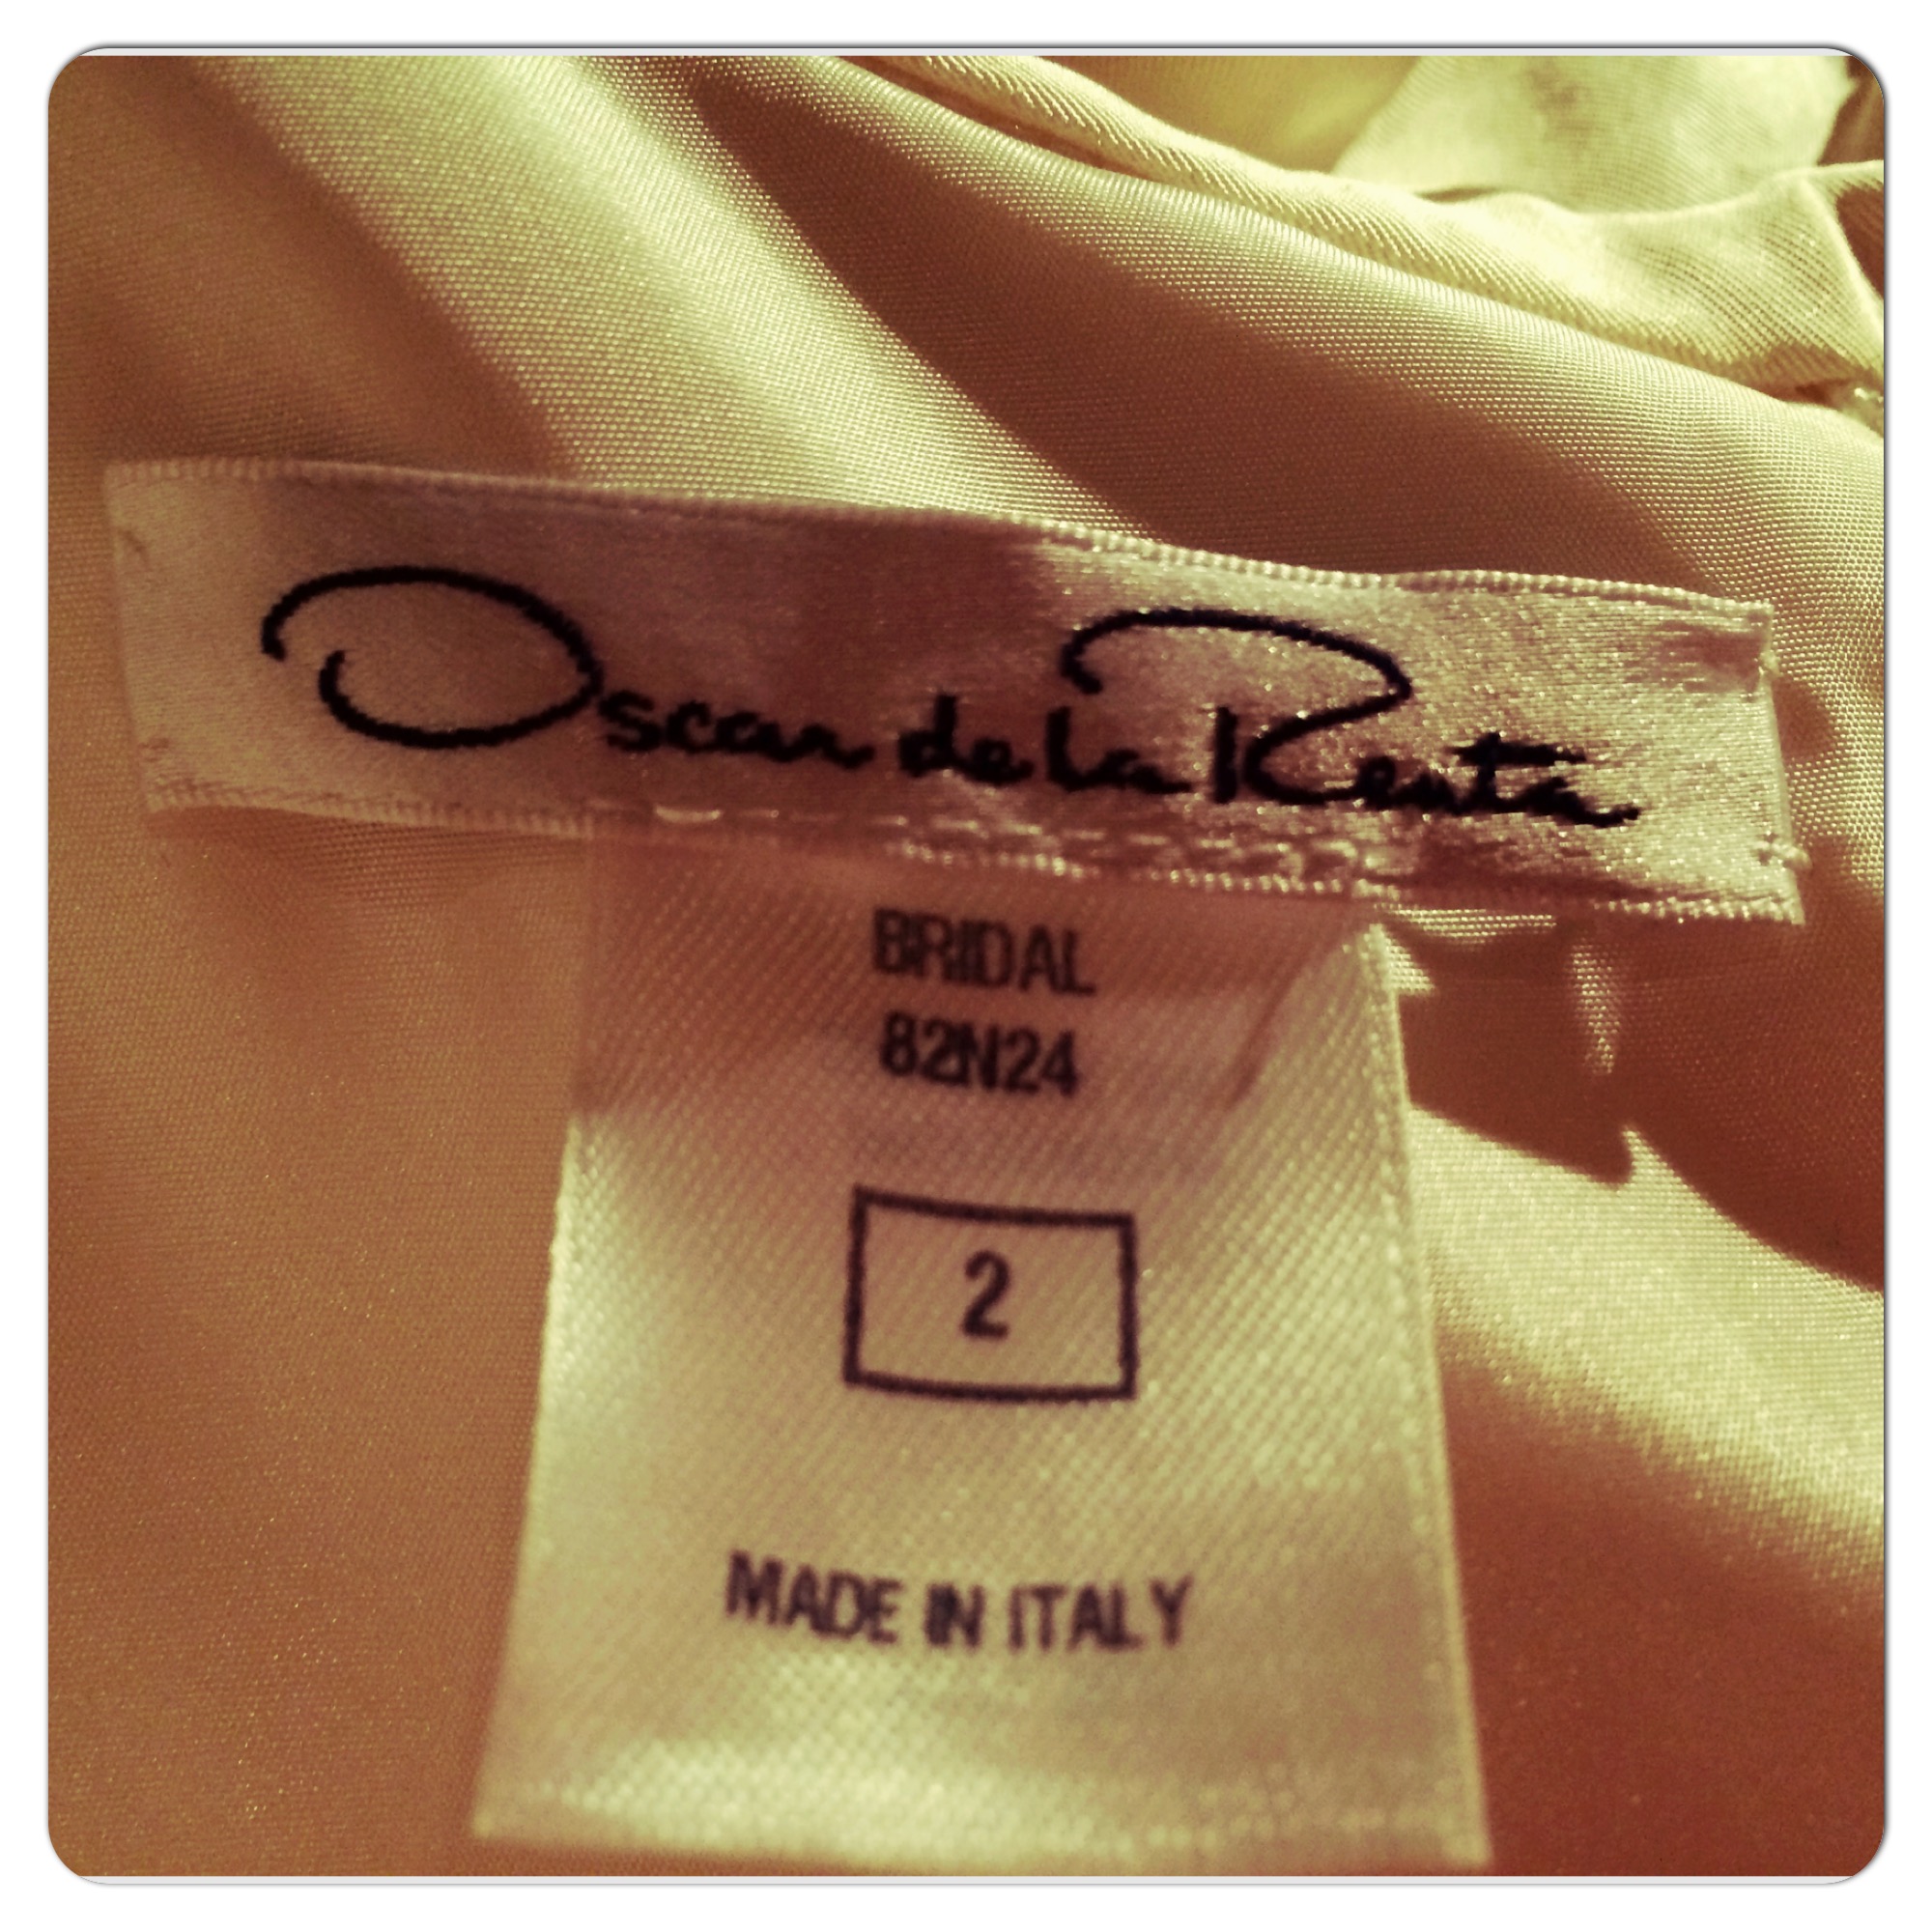 Oscar de la Renta
BRIDAL
82N24
2
MADE IN ITALY